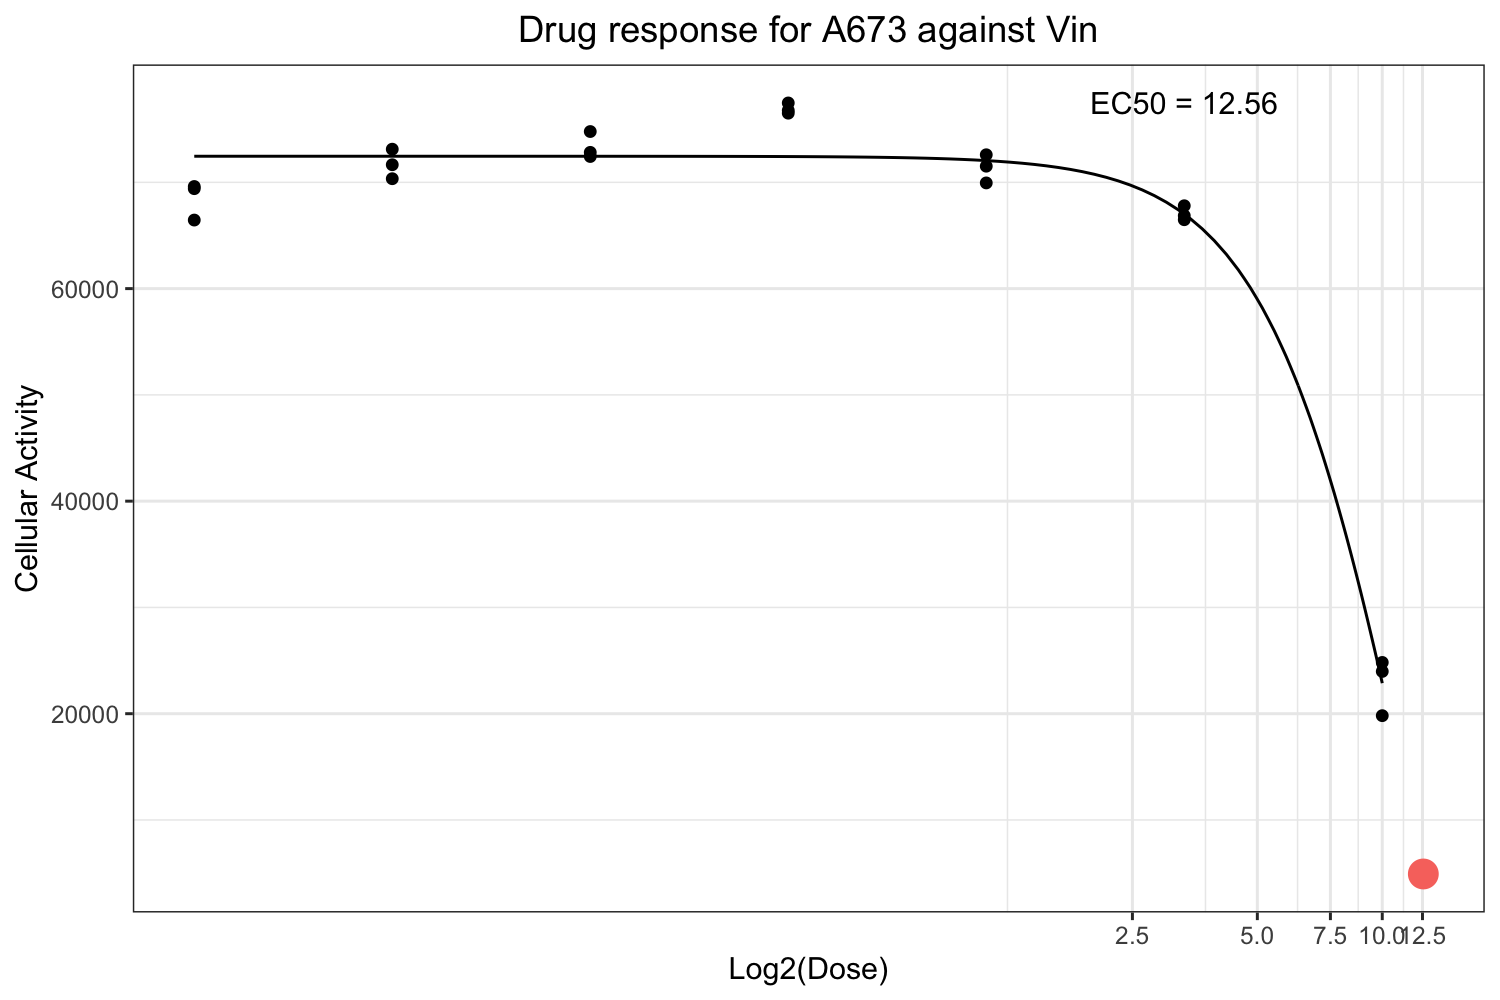 Drug response for A673 against Vin
EC50 = 12.56
60000
40000
20000
Cellular Activity
2.5 5.0 7.5 10.0 12.5
Log2(Dose)